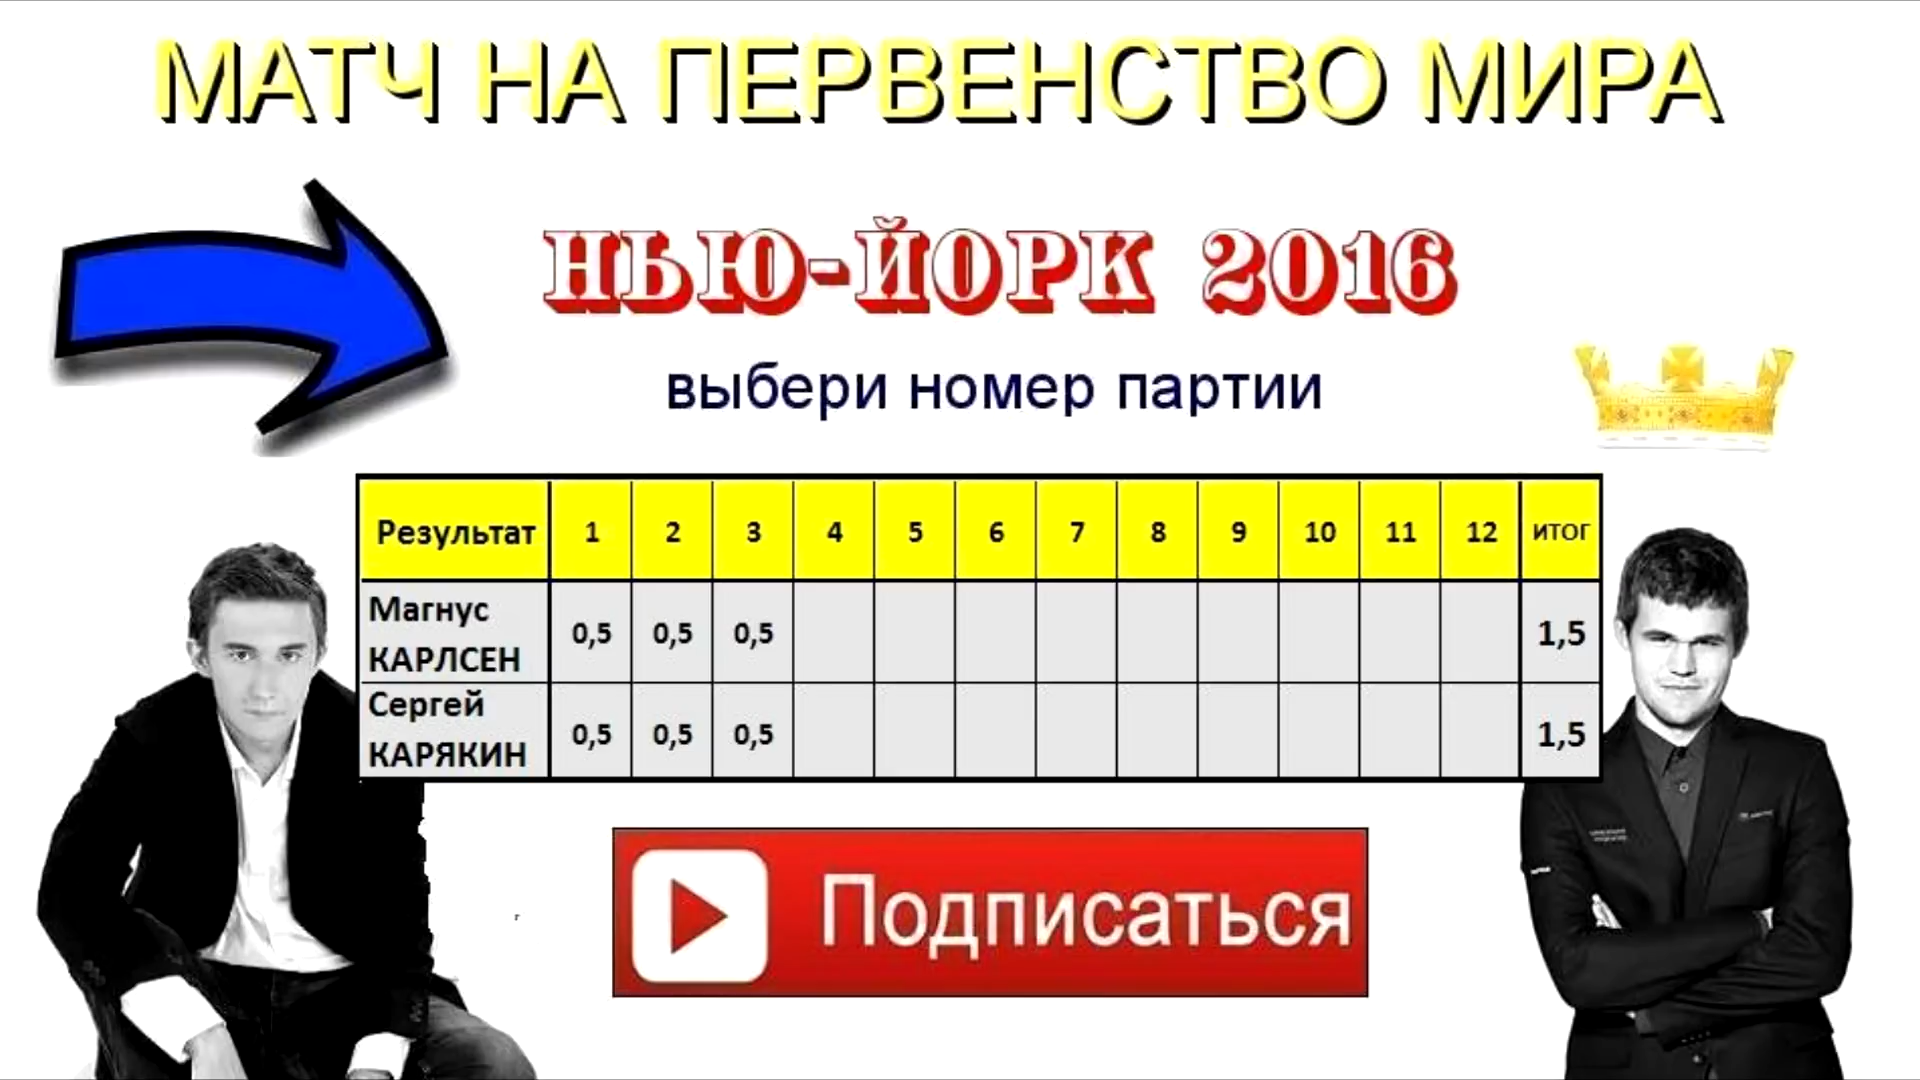 МАТЧ НА ПЕРВЕНСТВО МИРА
НЬЮ-ЙОРК 2016
выбери номер партии
Результат 1 2 3 4 5 6 7 8 9 10 11 12 ИТОГ
Магнус
КАРЛСЕН 0,5 0,5 0,5 1,5
Сергей
КАРЯКИН 0,5 0,5 0,5 1,5
Подписаться